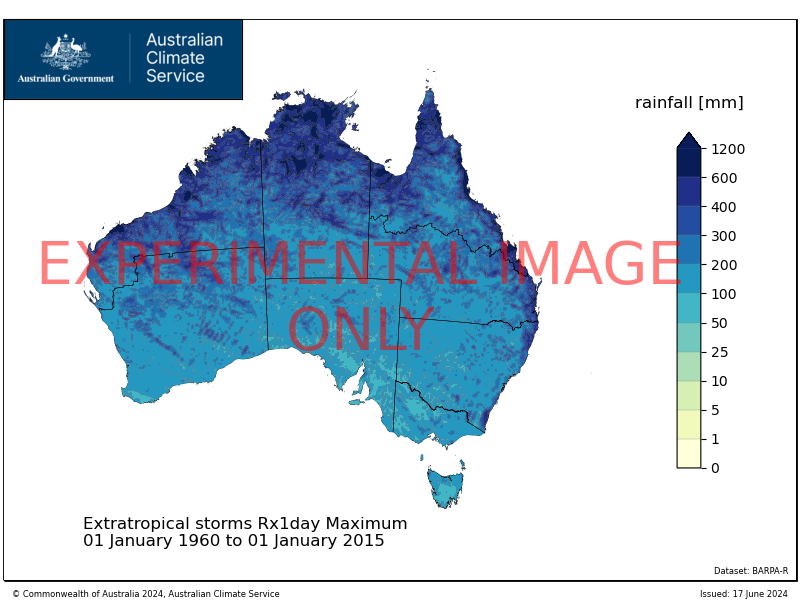 Australian
Climate
Service
Australian Government
rainfall [mm]
1200
600
400
300
200
100
50
25
10
5
1
0
EXPERIMENTAL IMAGE
ONLY
Extratropical storms Rx1day Maximum
01 January 1960 to 01 January 2015
Dataset: BARPA-R
© Commonwealth of Australia 2024, Australian Climate Service
Issued: 17 June 2024